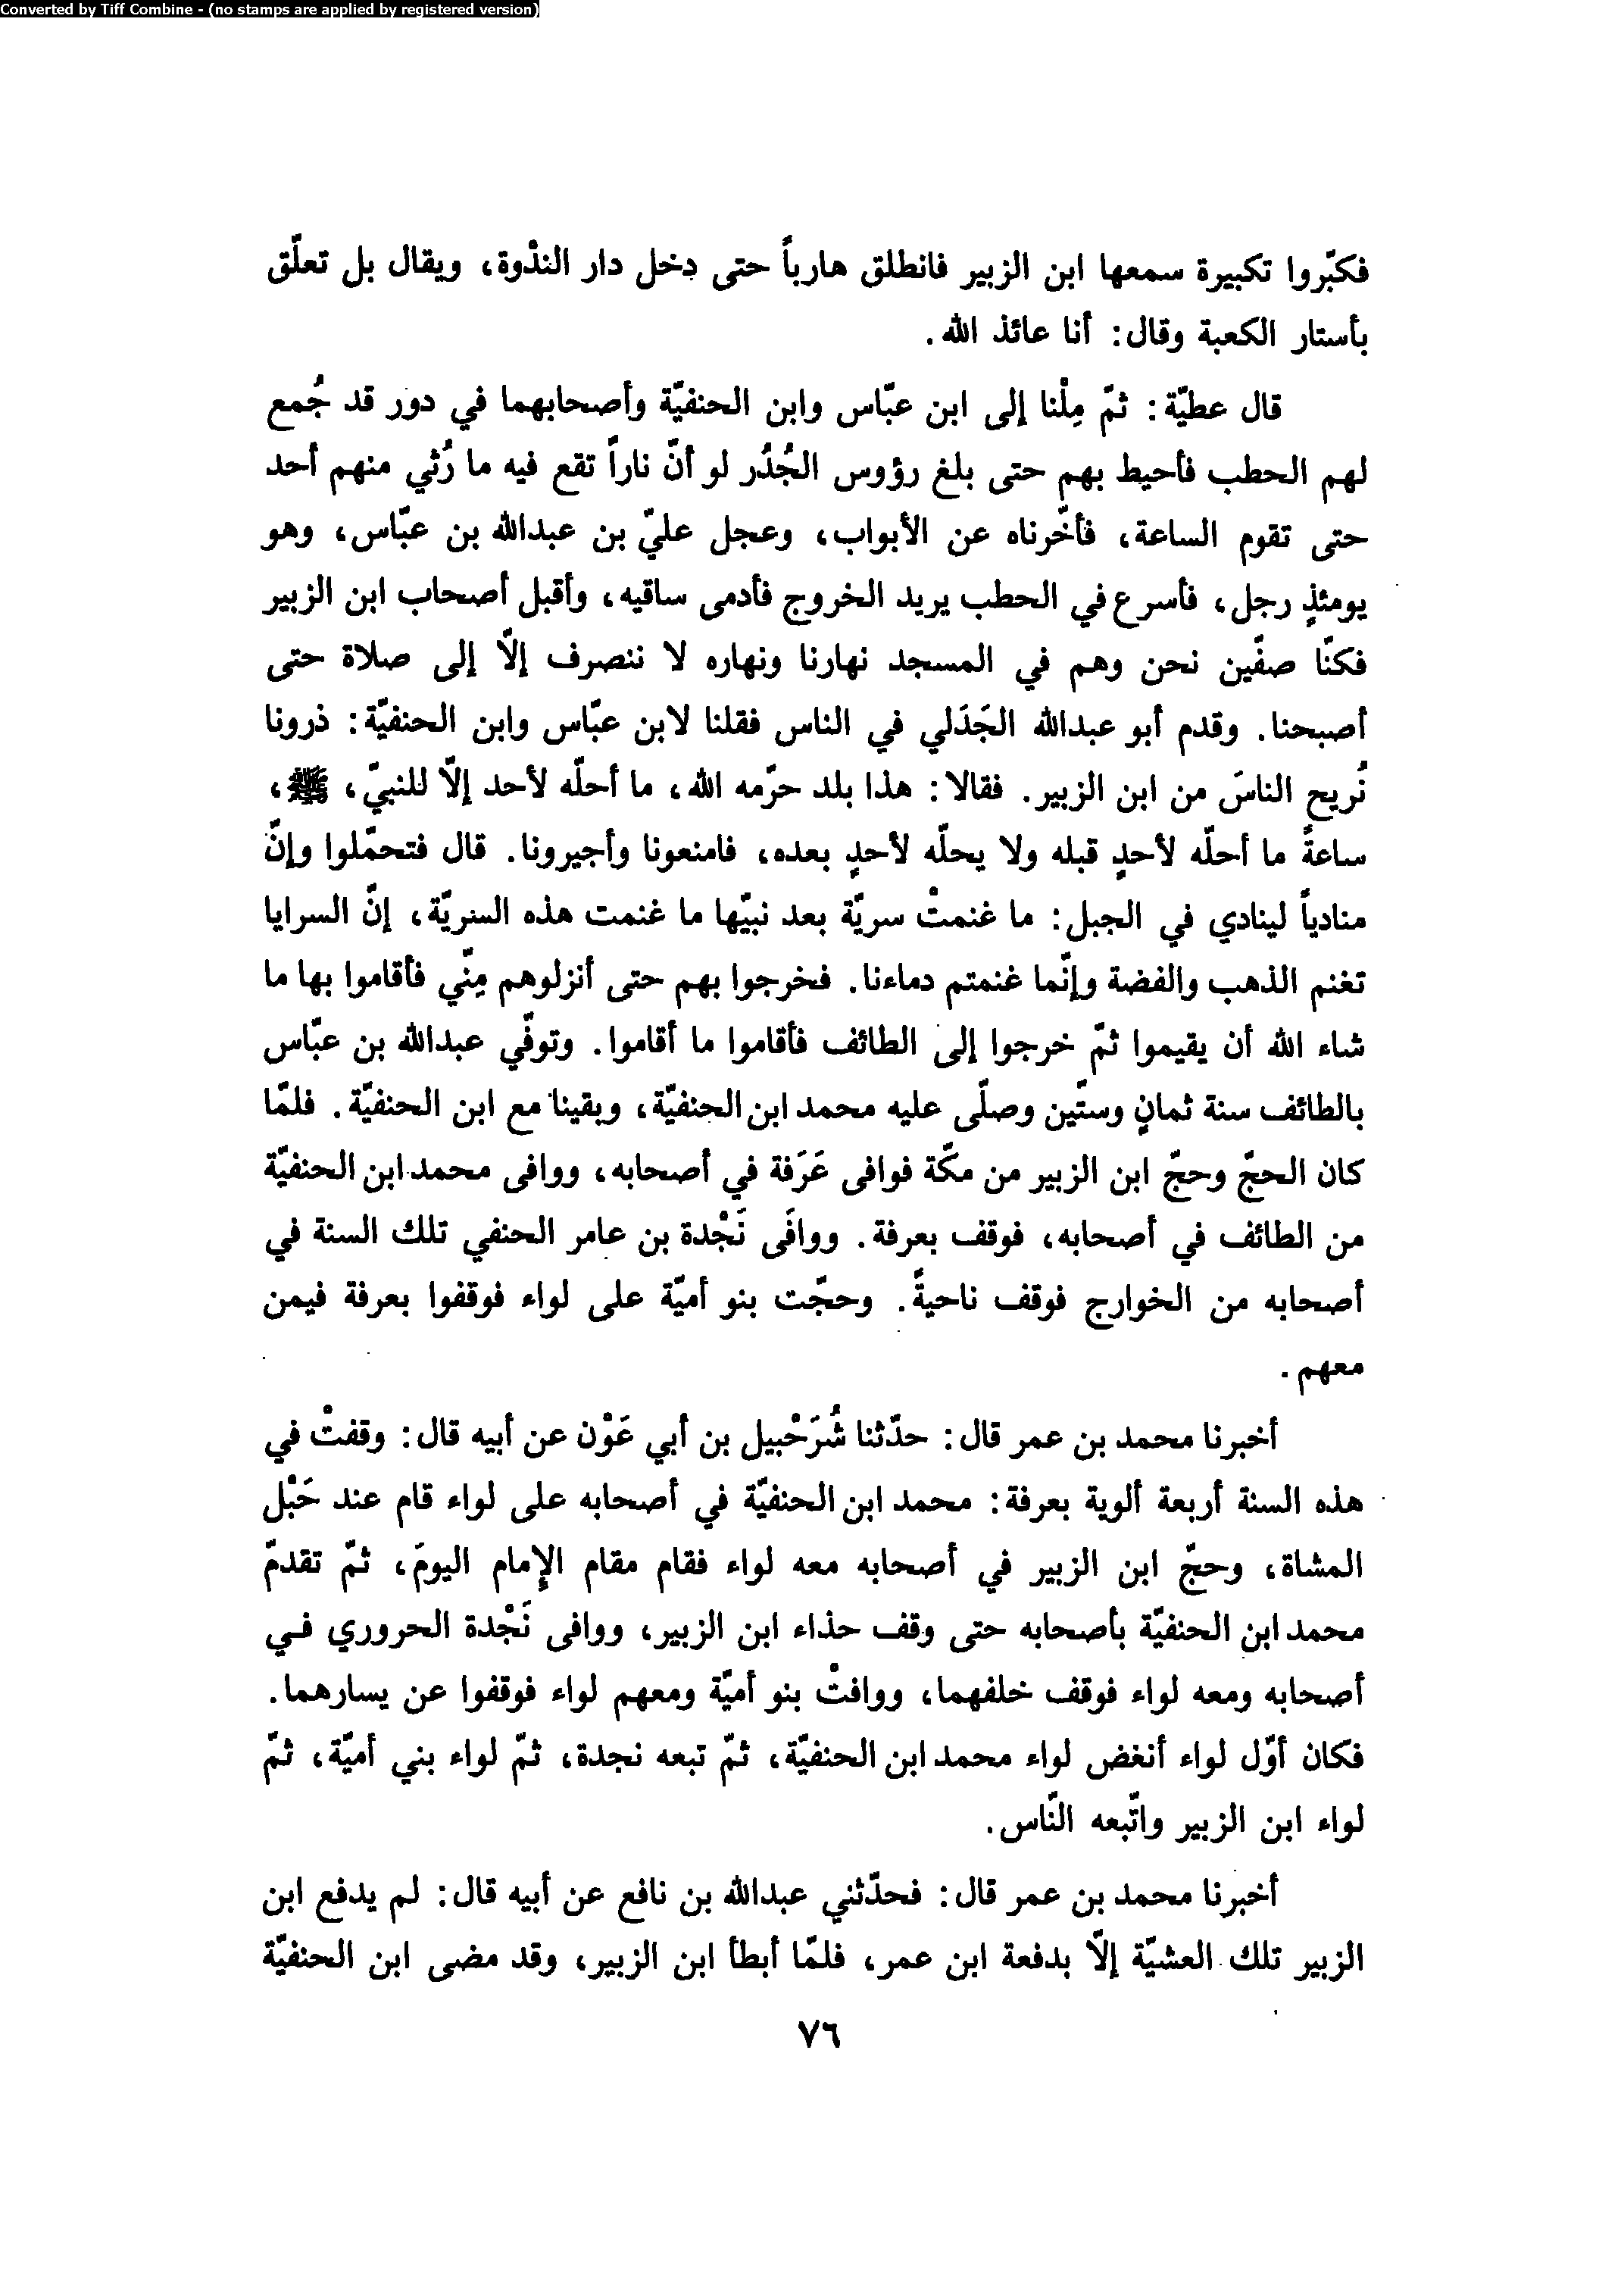 Converted by Tiff Combine - (no stamps are applied by registered version)
فكبّروا تكبيرة سمعها ابن الزبير فانطلق هارباً حتى دخل دار النذْوة، ويقال بل تعلّق
بأستار الكعبة وقال: أنا عائذ الله.
قال عطيّة: ثمّ مِلْنا إلى ابن عبّاس وابن الحنفيّة وأصحابهما في دور قد جُمع
لهم الحطب فأحيط بهم حتى بلغ رؤوس الجُدُر لو أنّ ناراً تقع فيه ما رُئي منهم أحد
حتى تقوم الساعة، فأخّرناه عن الأبواب، وعجل عليّ بن عبدالله بن عبّاس، وهو
يومئذٍ رجل، فأسرع في الحطب يريد الخروج فأدمى ساقيه، وأقبل أصحاب ابن الزبير
فكنّا صفّين نحن وهم في المسجد نهارنا ونهاره لا ننصرف إلّا إلى صلاة حتى
أصبحنا. وقدم أبو عبدالله الجَدَلي في الناس فقلنا لابن عبّاس وابن الحنفيّة: ذرونا
نُريح الناسَ من ابن الزبير. فقالا: هذا بلد حرّمه الله، ما أحلّه لأحد إلّا للنبيّ، ﷺ،
ساعةً ما أحلّه لأحدٍ قبله ولا يحلّه لأحدٍ بعده، فامنعونا وأجيرونا. قال فتحمّلوا وإنّ
منادياً لينادي في الجبل: ما غنمتْ سريّة بعد نبيّها ما غنمت هذه السريّة، إنّ السرايا
تغنم الذهب والفضة وإنّما غنمتم دماءنا. فخرجوا بهم حتى أنزلوهم مِنّي فأقاموا بها ما
شاء الله أن يقيموا ثمّ خرجوا إلى الطائف فأقاموا ما أقاموا. وتوفّي عبدالله بن عبّاس
بالطائف سنة ثمانٍ وستّين وصلّى عليه محمد ابن الحنفيّة، وبقينا مع ابن الحنفيّة. فلمّا
كان الحجّ وحجّ ابن الزبير من مكّة فوافى عَرَفة في أصحابه، ووافى محمد ابن الحنفيّة
من الطائف في أصحابه، فوقف بعرفة. ووافَى نَجْدة بن عامر الحنفي تلك السنة في
أصحابه من الخوارج فوقف ناحيةً. وحجّت بنو أميّة على لواء فوقفوا بعرفة فيمن
معهم.
أخبرنا محمد بن عمر قال: حدّثنا شُرَحْبيل بن أبي عَوْن عن أبيه قال: وقفتْ في
هذه السنة أربعة ألوية بعرفة: محمد ابن الحنفيّة في أصحابه على لواء قام عند حَبْل
المشاة، وحجّ ابن الزبير في أصحابه معه لواء فقام مقام الإمام اليومَ، ثمّ تقدمّ
محمد ابن الحنفيّة بأصحابه حتى وقف حذاء ابن الزبير، ووافى نَجْدة الحروري في
أصحابه ومعه لواء فوقف خلفهما، ووافتْ بنو أميّة ومعهم لواء فوقفوا عن يسارهما.
فكان أوّل لواء أنغض لواء محمد ابن الحنفيّة، ثمّ تبعه نجدة، ثمّ لواء بني أميّة، ثمّ
لواء ابن الزبير واتّبعه النّاس.
أخبرنا محمد بن عمر قال: فحدّثني عبدالله بن نافع عن أبيه قال: لم يدفع ابن
الزبير تلك العشيّة إلّا بدفعة ابن عمر، فلمّا أبطأ ابن الزبير، وقد مضى ابن الحنفيّة
٧٦